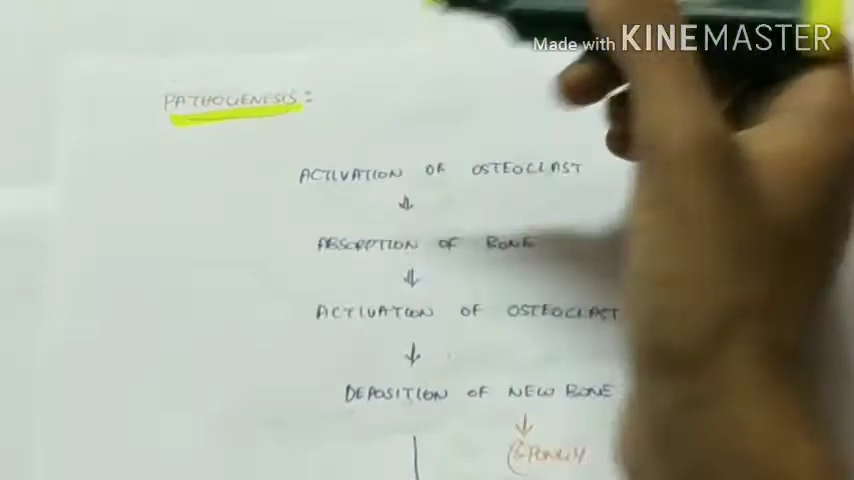 Made with KINEMASTER
PATHOGENESIS:
ACTIVATION OF OSTEOCLAST
↓
ABSORPTION OF BONE
↓
ACTIVATION OF OSTEOCLAST
↓
DEPOSITION OF NEW BONE
↓